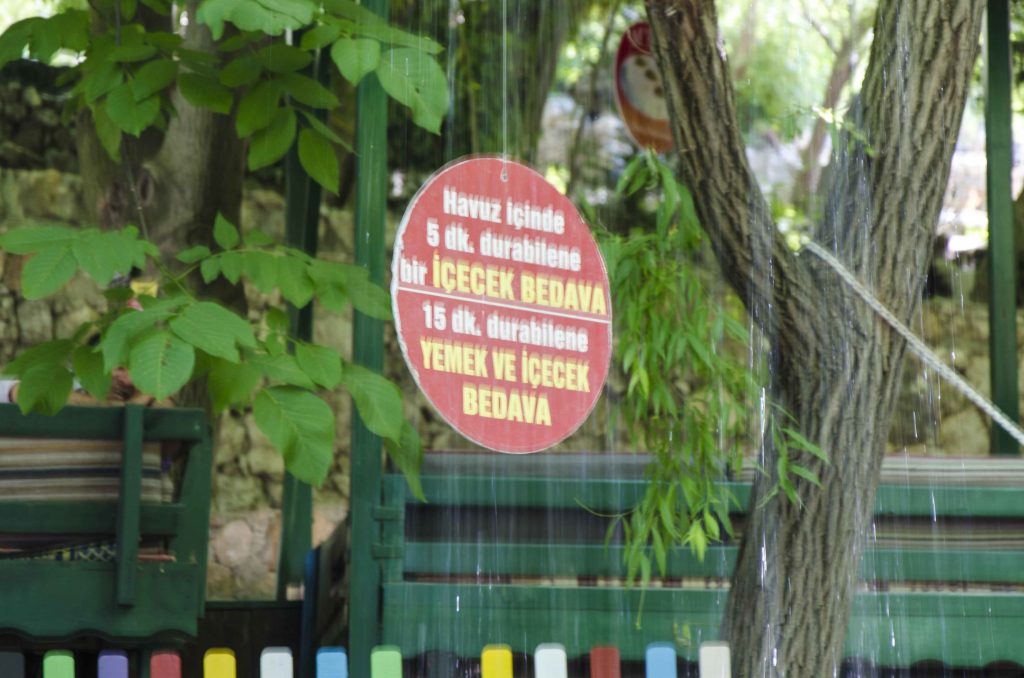 Havuz içinde
5 dk. durabilene
bir İÇECEK BEDAVA
15 dk. durabilene
YEMEK VE İÇECEK
BEDAVA